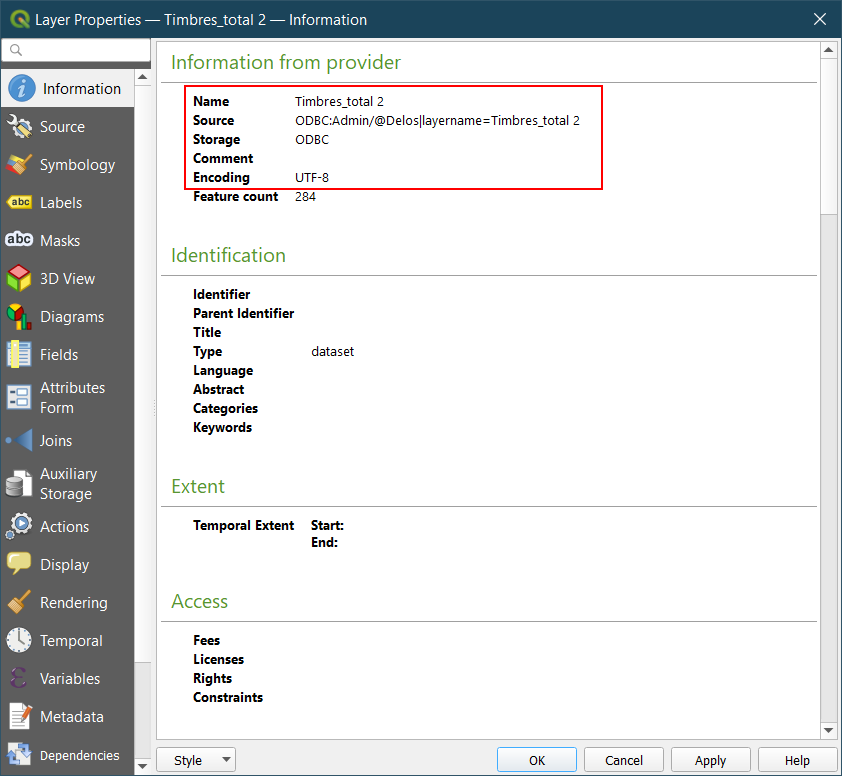 Layer Properties — Timbres_total 2 — Information
Information
Source
Symbology
Labels
Masks
3D View
Diagrams
Fields
Attributes
Form
Joins
Auxiliary
Storage
Actions
Display
Rendering
Temporal
Variables
Metadata
Dependencies
Information from provider
Name Timbres_total 2
Source ODBC:Admin/@Delos|layername=Timbres_total 2
Storage ODBC
Comment
Encoding UTF-8
Feature count 284
Identification
Identifier
Parent Identifier
Title
Type dataset
Language
Abstract
Categories
Keywords
Extent
Temporal Extent Start:
End:
Access
Fees
Licenses
Rights
Constraints
Style OK Cancel Apply Help